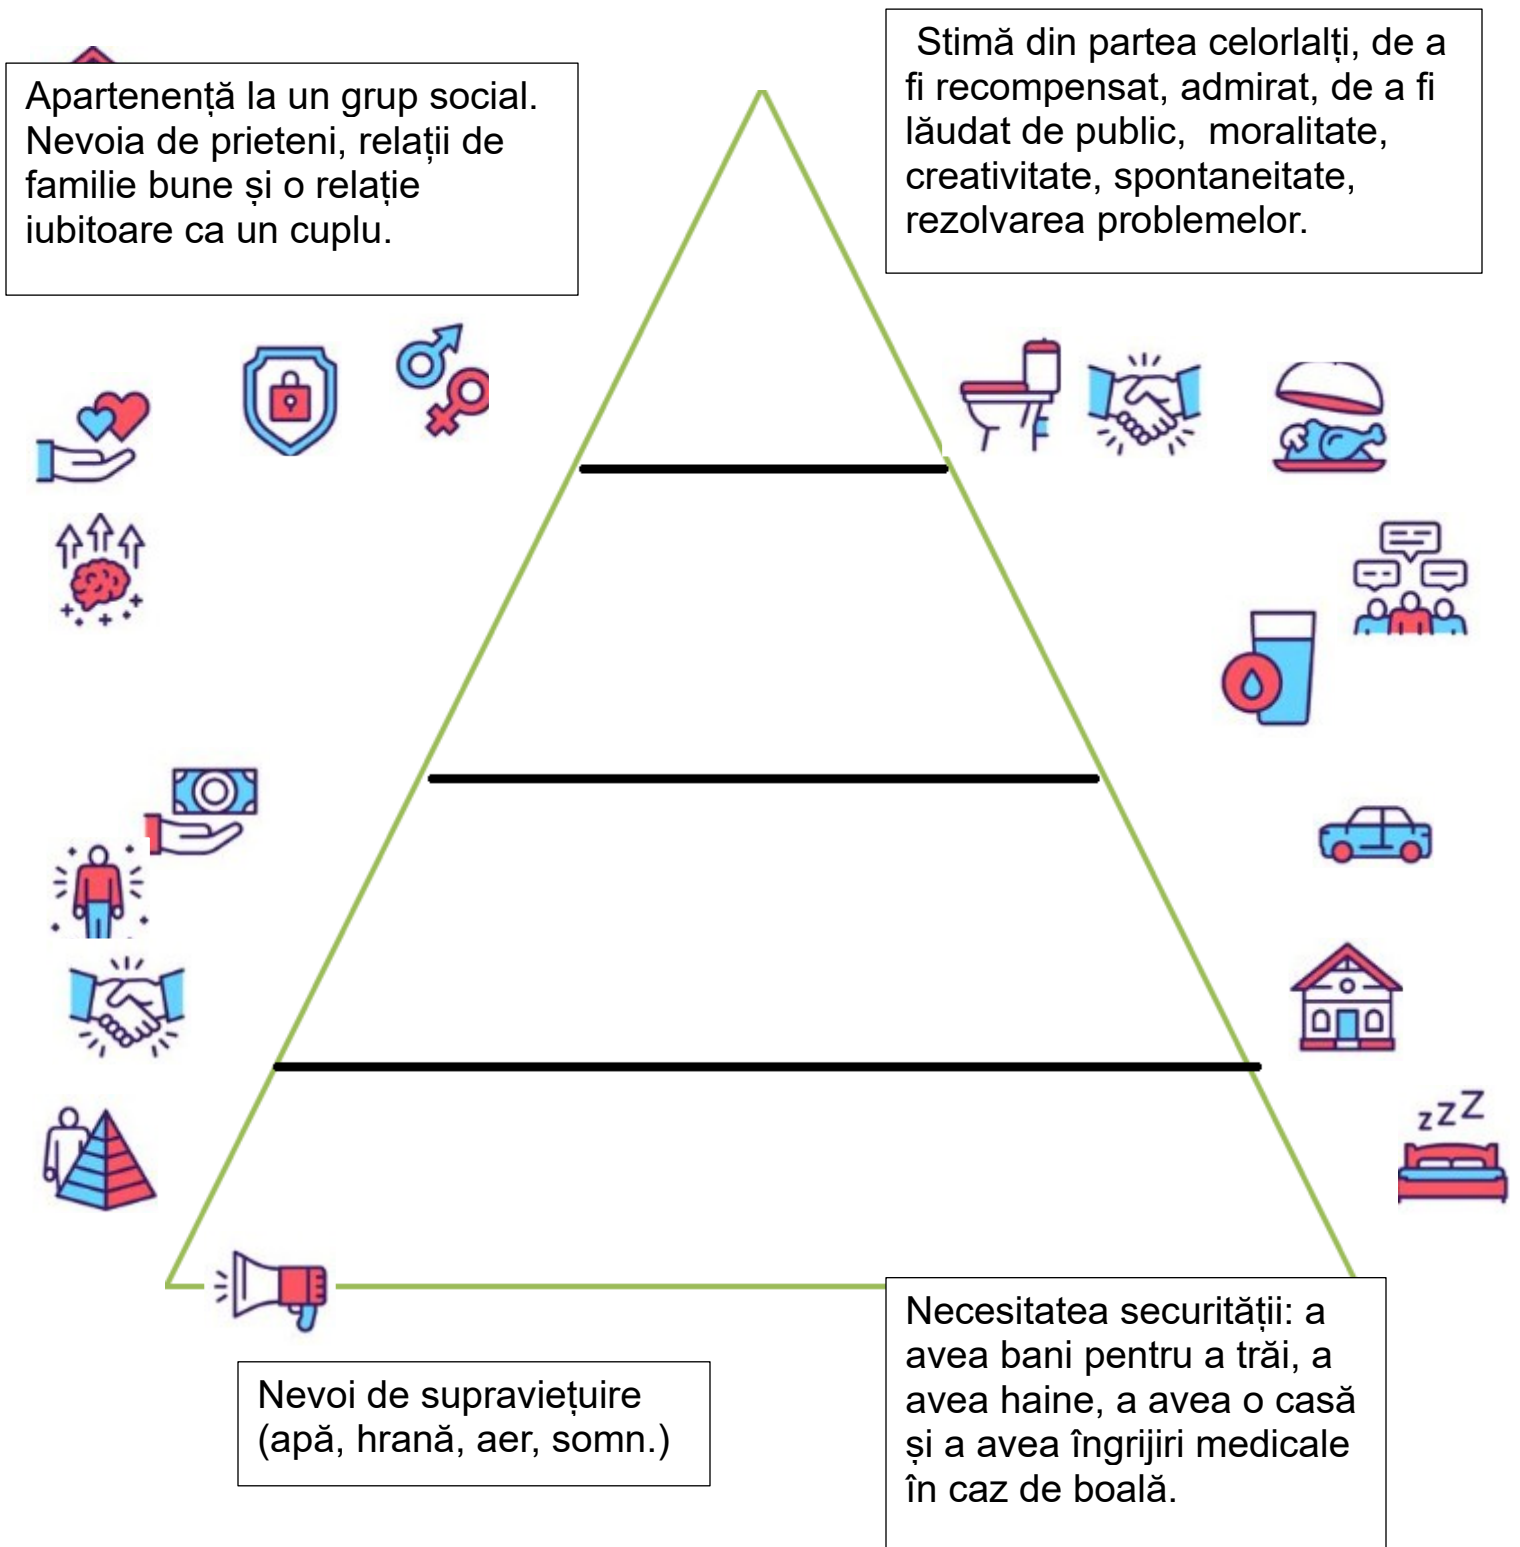 Apartenență la un grup social.
Nevoia de prieteni, relații de
familie bune și o relație
iubitoare ca un cuplu.
Stimă din partea celorlalți, de a
fi recompensat, admirat, de a fi
lăudat de public, moralitate,
creativitate, spontaneitate,
rezolvarea problemelor.
zZZ
Nevoi de supraviețuire
(apă, hrană, aer, somn.)
Necesitatea securității: a
avea bani pentru a trăi, a
avea haine, a avea o casă
și a avea îngrijiri medicale
în caz de boală.